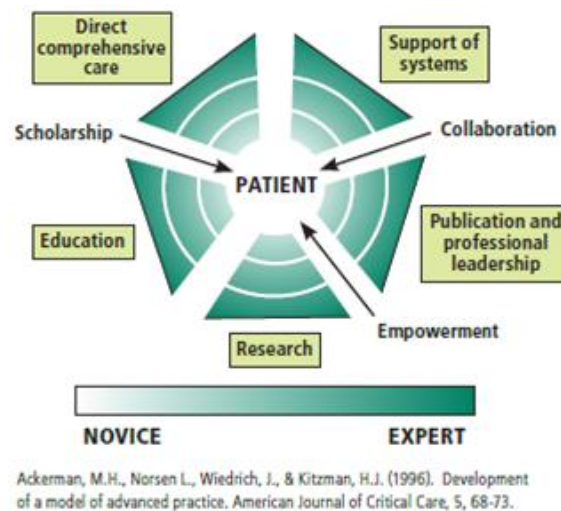 Direct
comprehensive
care
Support of
systems
Scholarship
Collaboration
PATIENT
Education
Publication and
professional
leadership
Empowerment
Research
NOVICE
EXPERT
Ackerman, M.H., Norsen L., Wiedrich, J., & Kitzman, H.J. (1996). Development
of a model of advanced practice. American Journal of Critical Care, 5, 68-73.